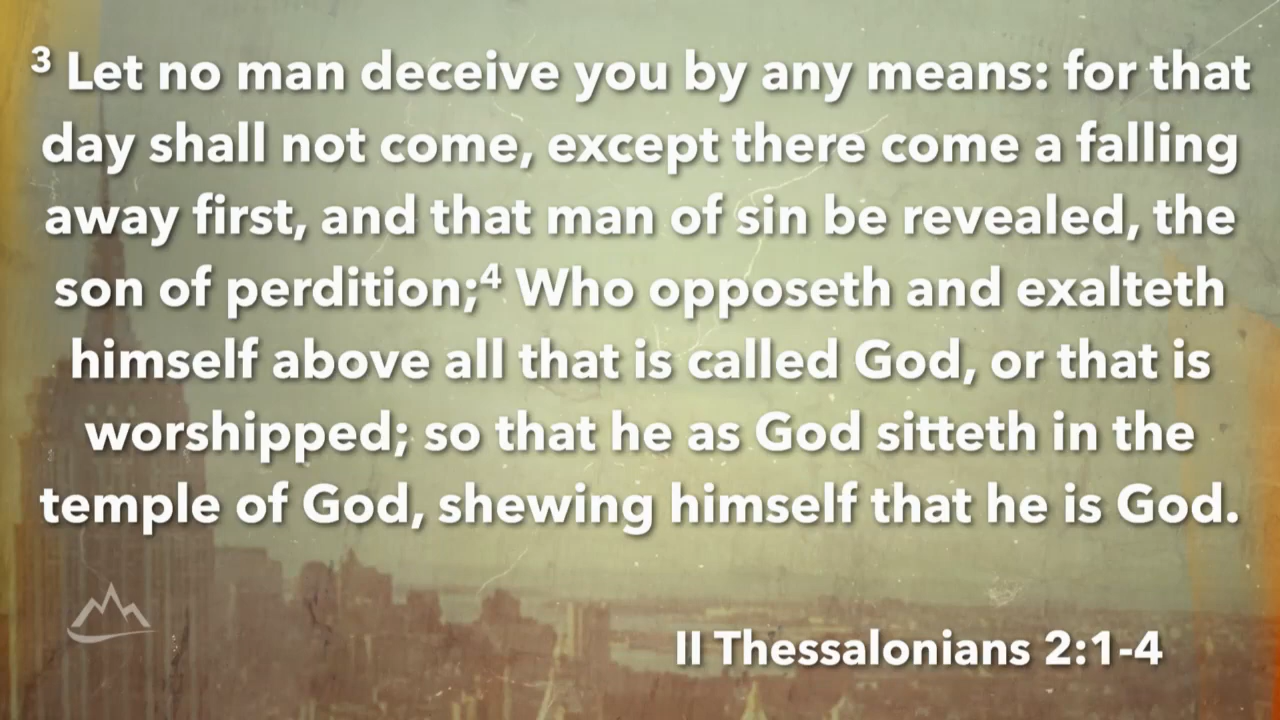 3 Let no man deceive you by any means: for that
day shall not come, except there come a falling
away first, and that man of sin be revealed, the
son of perdition;4 Who opposeth and exalteth
himself above all that is called God, or that is
worshipped; so that he as God sitteth in the
temple of God, shewing himself that he is God.
II Thessalonians 2:1-4